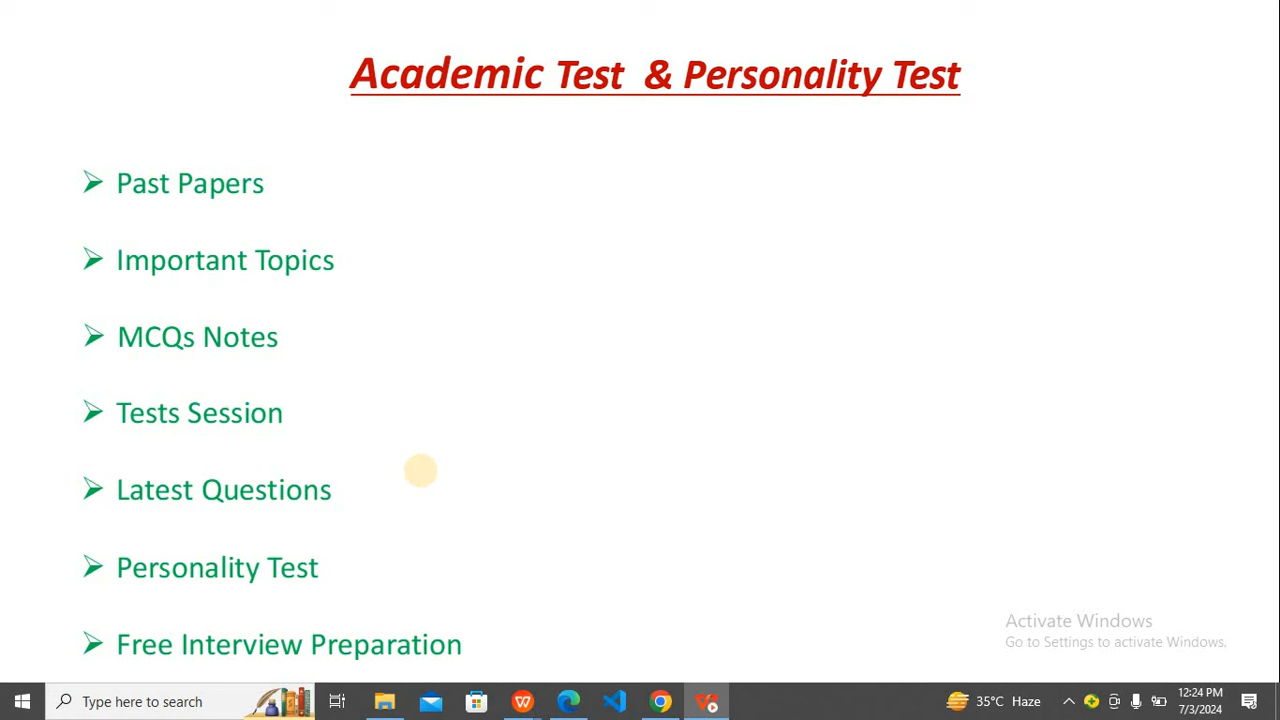 Academic Test & Personality Test
Past Papers
Important Topics
MCQs Notes
Tests Session
Latest Questions
Personality Test
Free Interview Preparation
Activate Windows
Go to Settings to activate Windows.
Type here to search
35°C Haze
12:24 PM
7/3/2024